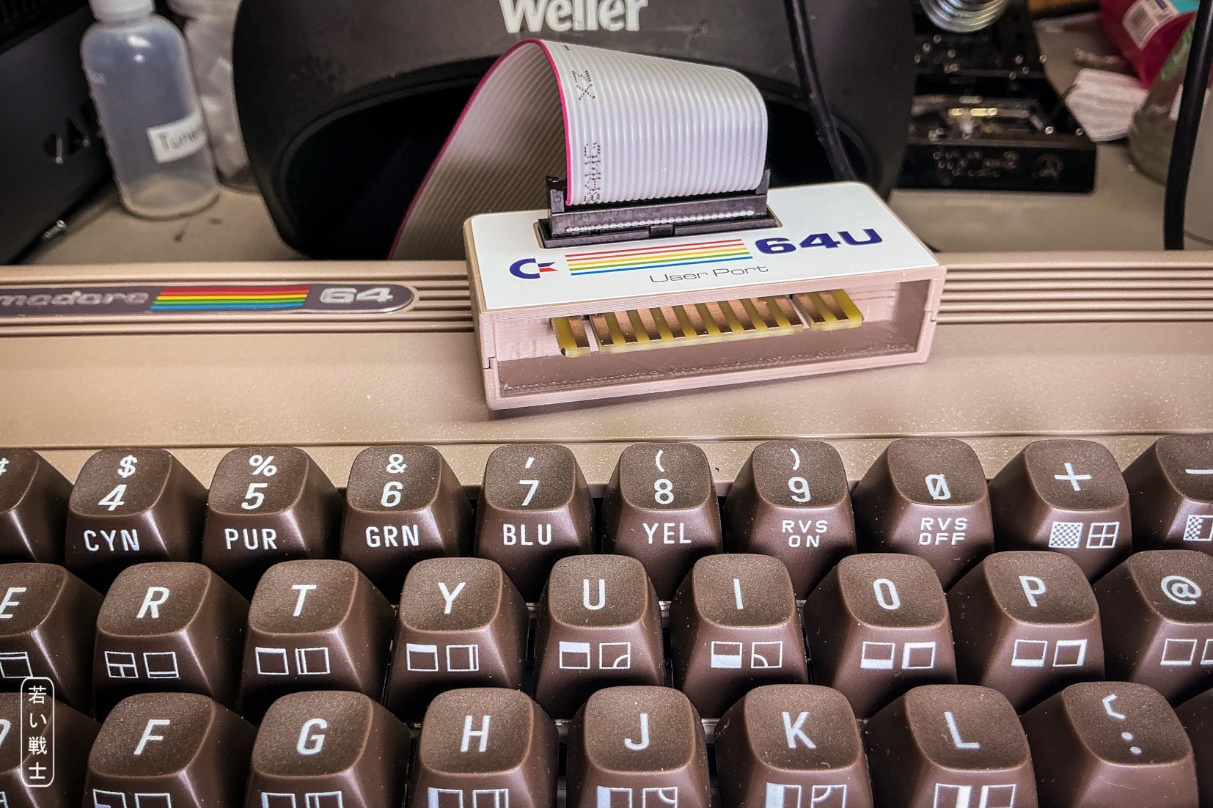 Weller
64U
User Port
64
$
4
CYN
%
5
PUR
&
6
GRN
'
7
BLU
(
8
YEL
)
9
RVS
ON
0
RVS
OFF
+
E
R
T
Y
U
I
O
P
@
F
G
H
J
K
L
若い戦士